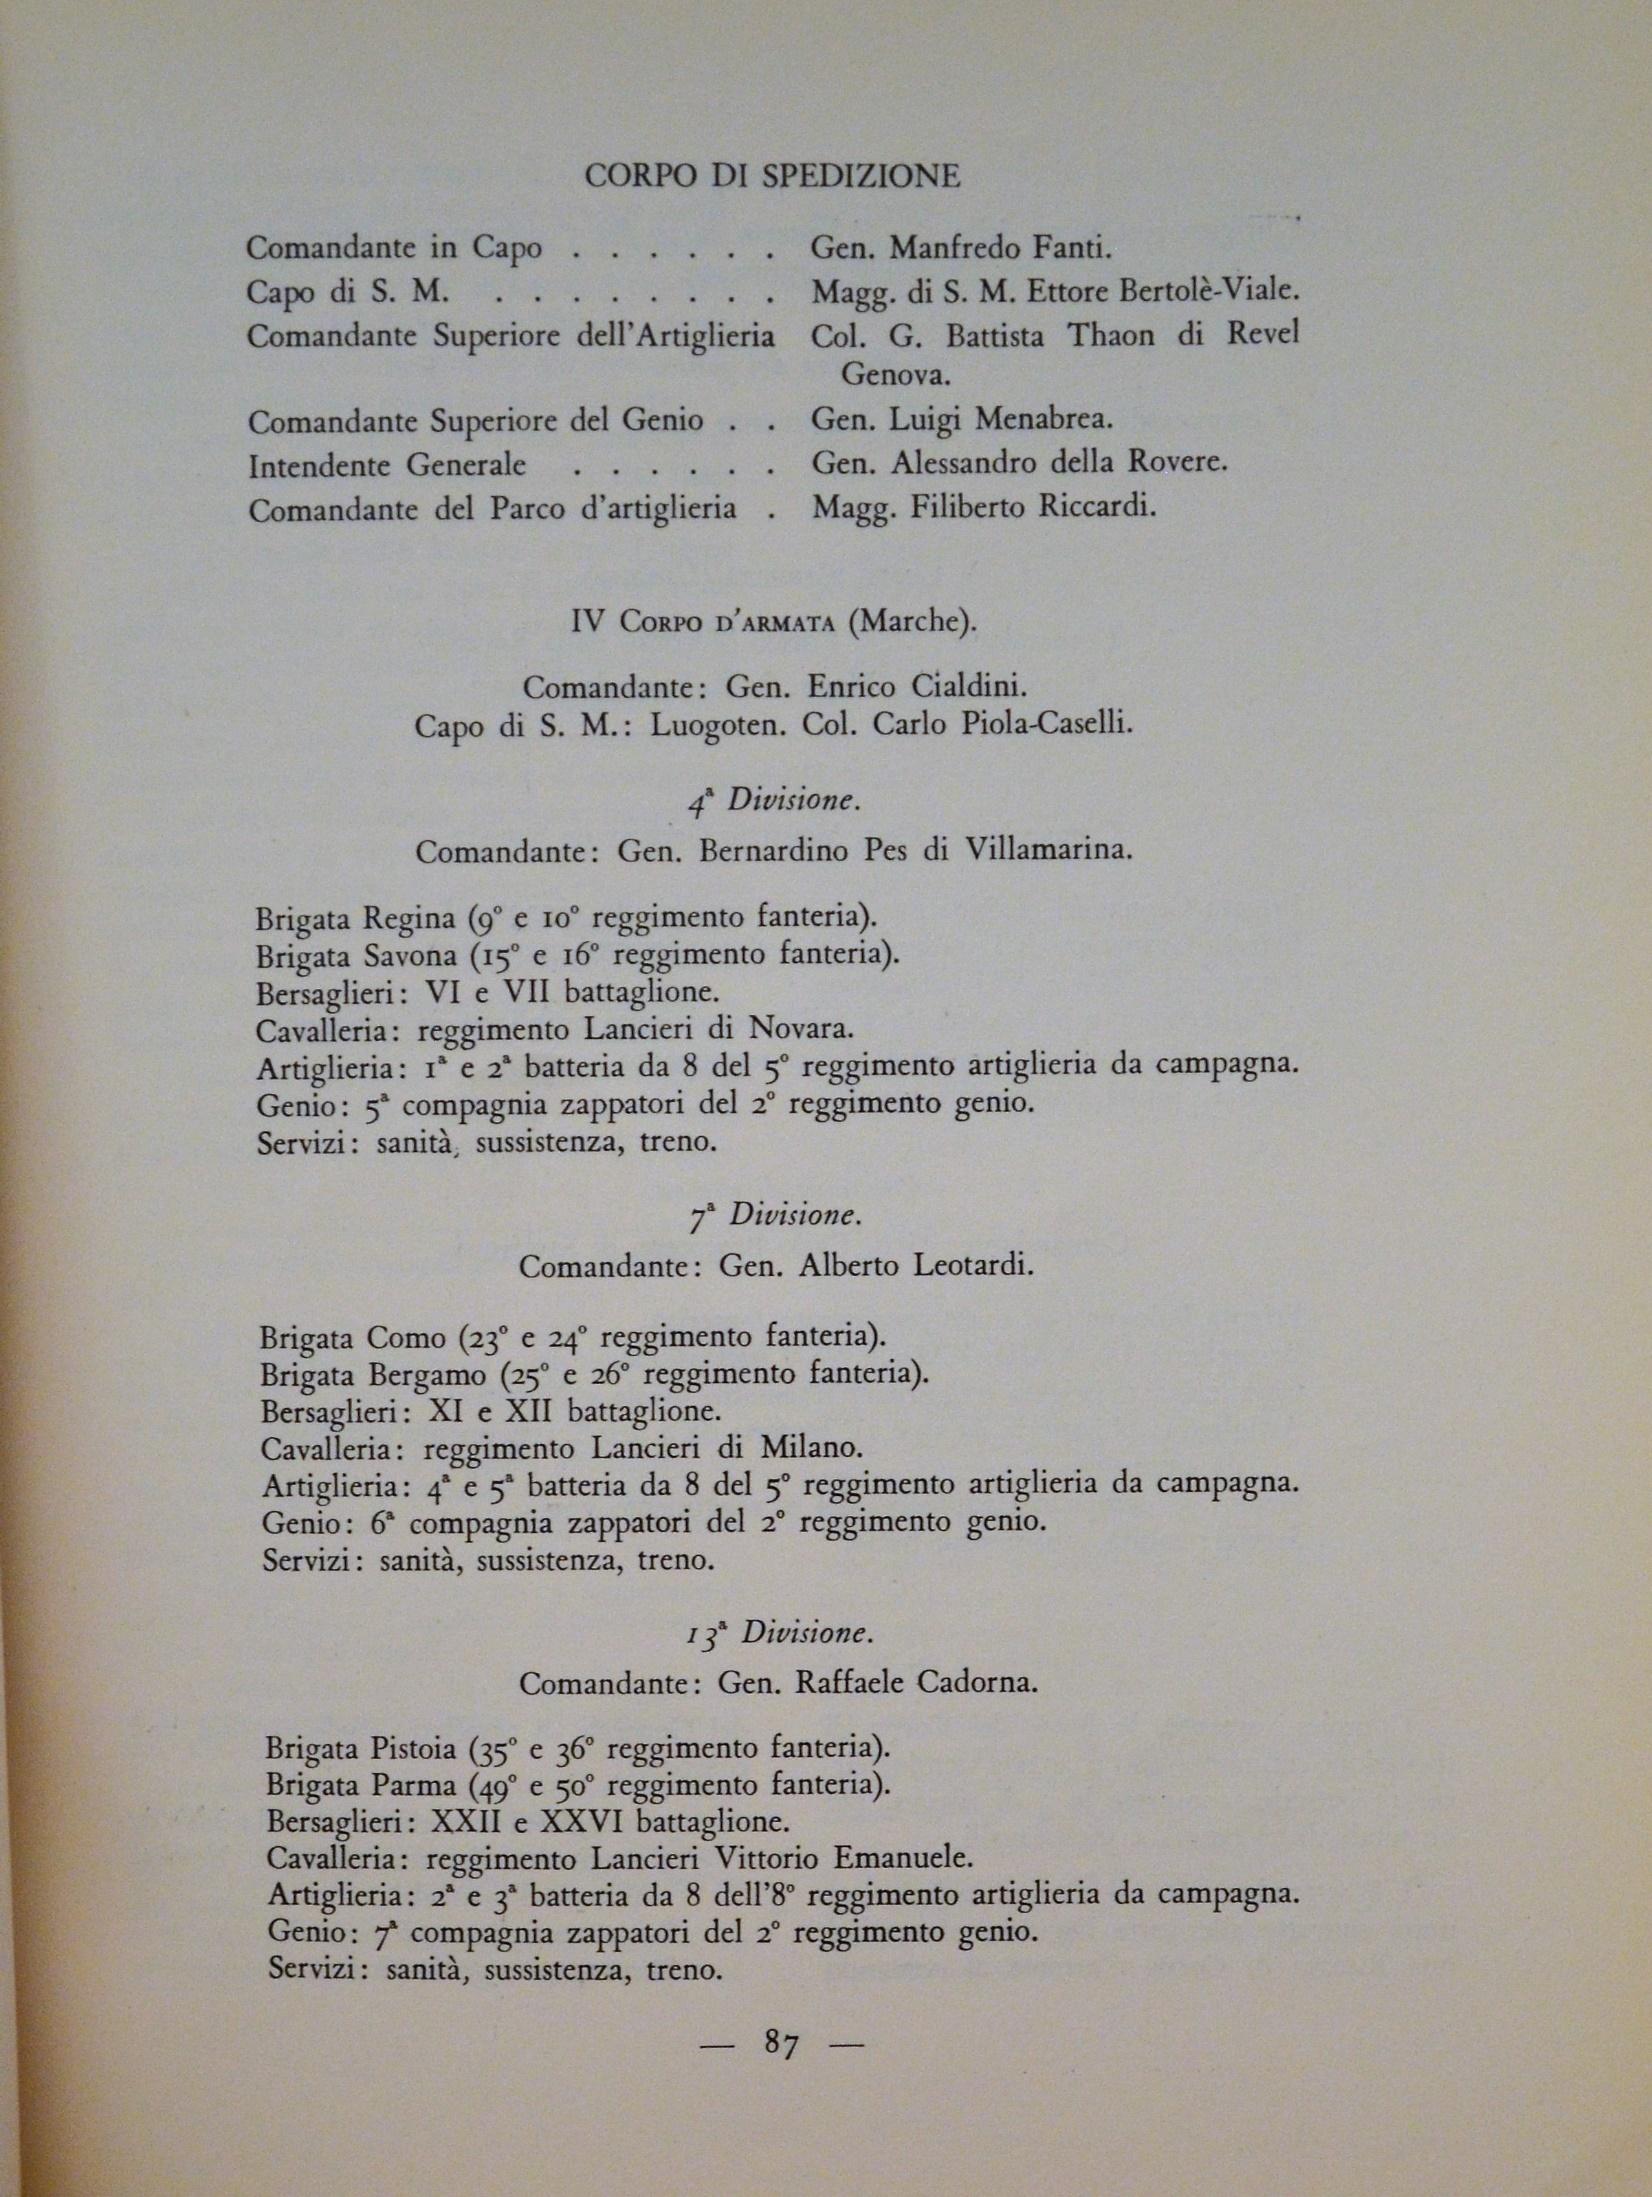 CORPO DI SPEDIZIONE
Comandante in Capo . . . . . . Gen. Manfredo Fanti.
Capo di S. M. . . . . . . . . Magg. di S. M. Ettore Bertolè-Viale.
Comandante Superiore dell'Artiglieria Col. G. Battista Thaon di Revel
Genova.
Comandante Superiore del Genio . . Gen. Luigi Menabrea.
Intendente Generale . . . . . . Gen. Alessandro della Rovere.
Comandante del Parco d'artiglieria . Magg. Filiberto Riccardi.
IV CORPO D'ARMATA (Marche).
Comandante: Gen. Enrico Cialdini.
Capo di S. M.: Luogoten. Col. Carlo Piola-Caselli.
4ª Divisione.
Comandante: Gen. Bernardino Pes di Villamarina.
Brigata Regina (9° e 10° reggimento fanteria).
Brigata Savona (15° e 16° reggimento fanteria).
Bersaglieri: VI e VII battaglione.
Cavalleria: reggimento Lancieri di Novara.
Artiglieria: 1ª e 2ª batteria da 8 del 5° reggimento artiglieria da campagna.
Genio: 5ª compagnia zappatori del 2° reggimento genio.
Servizi: sanità, sussistenza, treno.
7ª Divisione.
Comandante: Gen. Alberto Leotardi.
Brigata Como (23° e 24° reggimento fanteria).
Brigata Bergamo (25° e 26° reggimento fanteria).
Bersaglieri: XI e XII battaglione.
Cavalleria: reggimento Lancieri di Milano.
Artiglieria: 4ª e 5ª batteria da 8 del 5° reggimento artiglieria da campagna.
Genio: 6ª compagnia zappatori del 2° reggimento genio.
Servizi: sanità, sussistenza, treno.
13ª Divisione.
Comandante: Gen. Raffaele Cadorna.
Brigata Pistoia (35° e 36° reggimento fanteria).
Brigata Parma (49° e 50° reggimento fanteria).
Bersaglieri: XXII e XXVI battaglione.
Cavalleria: reggimento Lancieri Vittorio Emanuele.
Artiglieria: 2ª e 3ª batteria da 8 dell'8° reggimento artiglieria da campagna.
Genio: 7ª compagnia zappatori del 2° reggimento genio.
Servizi: sanità, sussistenza, treno.
— 87 —